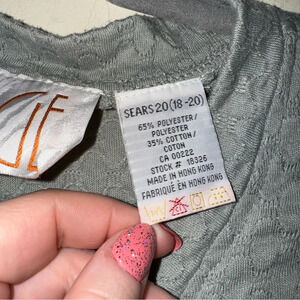 SEARS 20 (18-20)
65% POLYESTER/
POLYESTER
35% COTTON/
COTON
CA 00222
STOCK # 18326
MADE IN HONG KONG
FABRIQUÉ EN HONG KONG